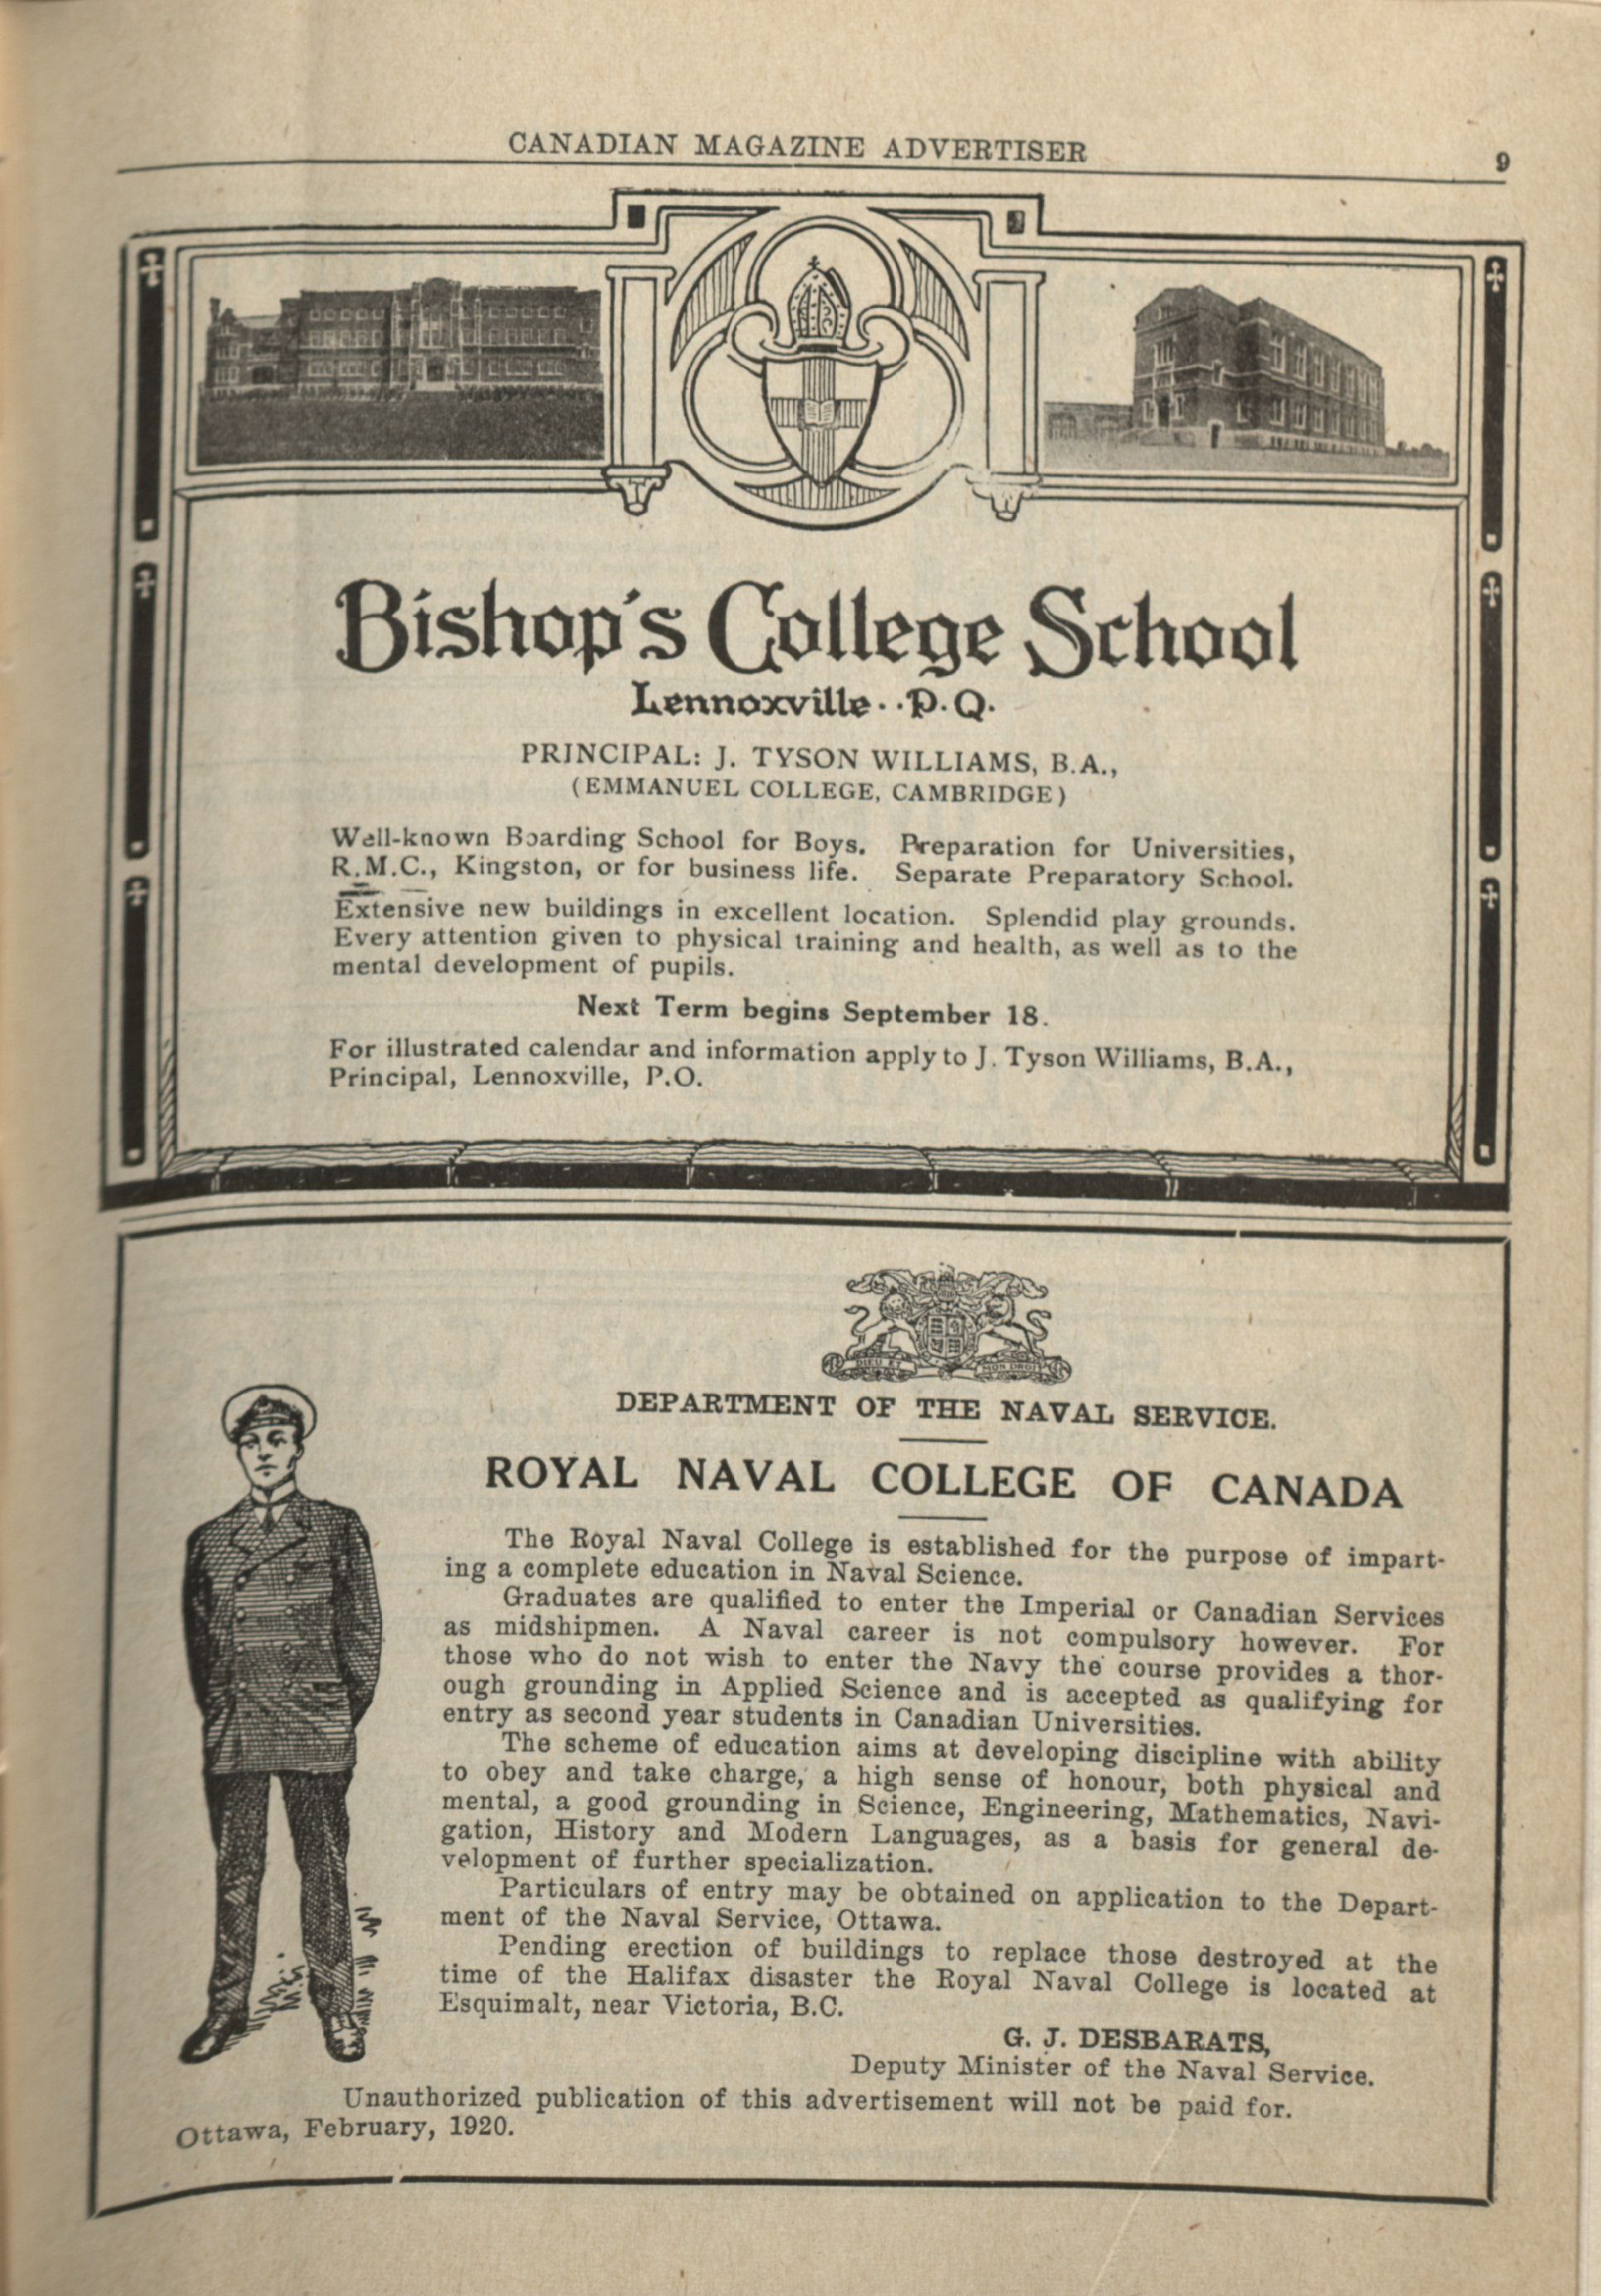 CANADIAN MAGAZINE ADVERTISER
9
Bishop's College School
Lennoxville..P.Q.
PRINCIPAL: J. TYSON WILLIAMS, B.A.,
(EMMANUEL COLLEGE, CAMBRIDGE)
Well-known Boarding School for Boys. Preparation for Universities,
R.M.C., Kingston, or for business life. Separate Preparatory School.
Extensive new buildings in excellent location. Splendid play grounds.
Every attention given to physical training and health, as well as to the
mental development of pupils.
Next Term begins September 18.
For illustrated calendar and information apply to J. Tyson Williams, B.A.,
Principal, Lennoxville, P.O.
DIEU ET MON DROIT
DEPARTMENT OF THE NAVAL SERVICE.
ROYAL NAVAL COLLEGE OF CANADA
The Royal Naval College is established for the purpose of impart-
ing a complete education in Naval Science.
Graduates are qualified to enter the Imperial or Canadian Services
as midshipmen. A Naval career is not compulsory however. For
those who do not wish to enter the Navy the course provides a thor-
ough grounding in Applied Science and is accepted as qualifying for
entry as second year students in Canadian Universities.
The scheme of education aims at developing discipline with ability
to obey and take charge, a high sense of honour, both physical and
mental, a good grounding in Science, Engineering, Mathematics, Navi-
gation, History and Modern Languages, as a basis for general de-
velopment of further specialization.
Particulars of entry may be obtained on application to the Depart-
ment of the Naval Service, Ottawa.
Pending erection of buildings to replace those destroyed at the
time of the Halifax disaster the Royal Naval College is located at
Esquimalt, near Victoria, B.C.
G. J. DESBARATS,
Deputy Minister of the Naval Service.
Unauthorized publication of this advertisement will not be paid for.
Ottawa, February, 1920.